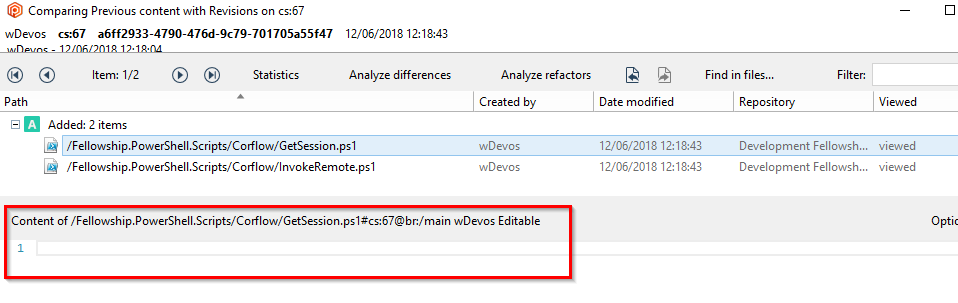 Comparing Previous content with Revisions on cs:67
wDevos cs:67 a6ff2933-4790-476d-9c79-701705a55f47 12/06/2018 12:18:43
wDevos - 12/06/2018 12:18:04
Item: 1/2 Statistics Analyze differences Analyze refactors Find in files... Filter:
Path Created by Date modified Repository Viewed
A Added: 2 items
/Fellowship.PowerShell.Scripts/Corflow/GetSession.ps1 wDevos 12/06/2018 12:18:43 Development Fellowsh... viewed
/Fellowship.PowerShell.Scripts/Corflow/InvokeRemote.ps1 wDevos 12/06/2018 12:18:43 Development Fellowsh... viewed
Content of /Fellowship.PowerShell.Scripts/Corflow/GetSession.ps1#cs:67@br:/main wDevos Editable Optio
1